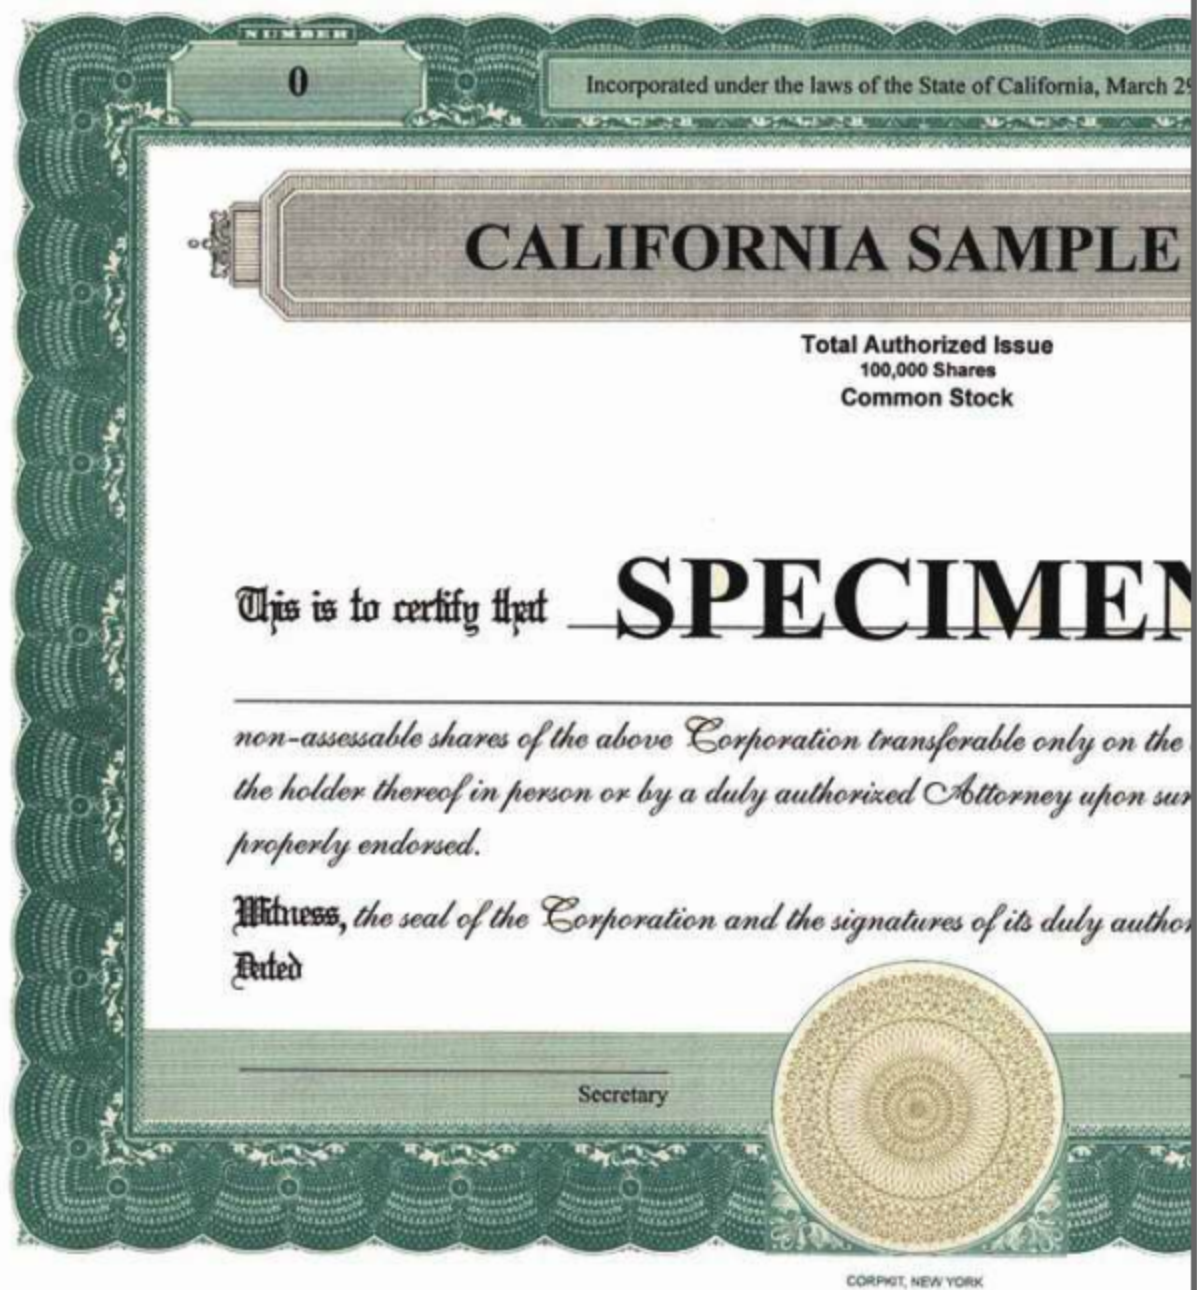 NUMBER
0
Incorporated under the laws of the State of California, March 29
CALIFORNIA SAMPLE
Total Authorized Issue
100,000 Shares
Common Stock
This is to certify that SPECIMEN
non-assessable shares of the above Corporation transferable only on the
the holder thereof in person or by a duly authorized Attorney upon sur
properly endorsed.
Witness, the seal of the Corporation and the signatures of its duly author
Dated
Secretary
CORPKIT, NEW YORK